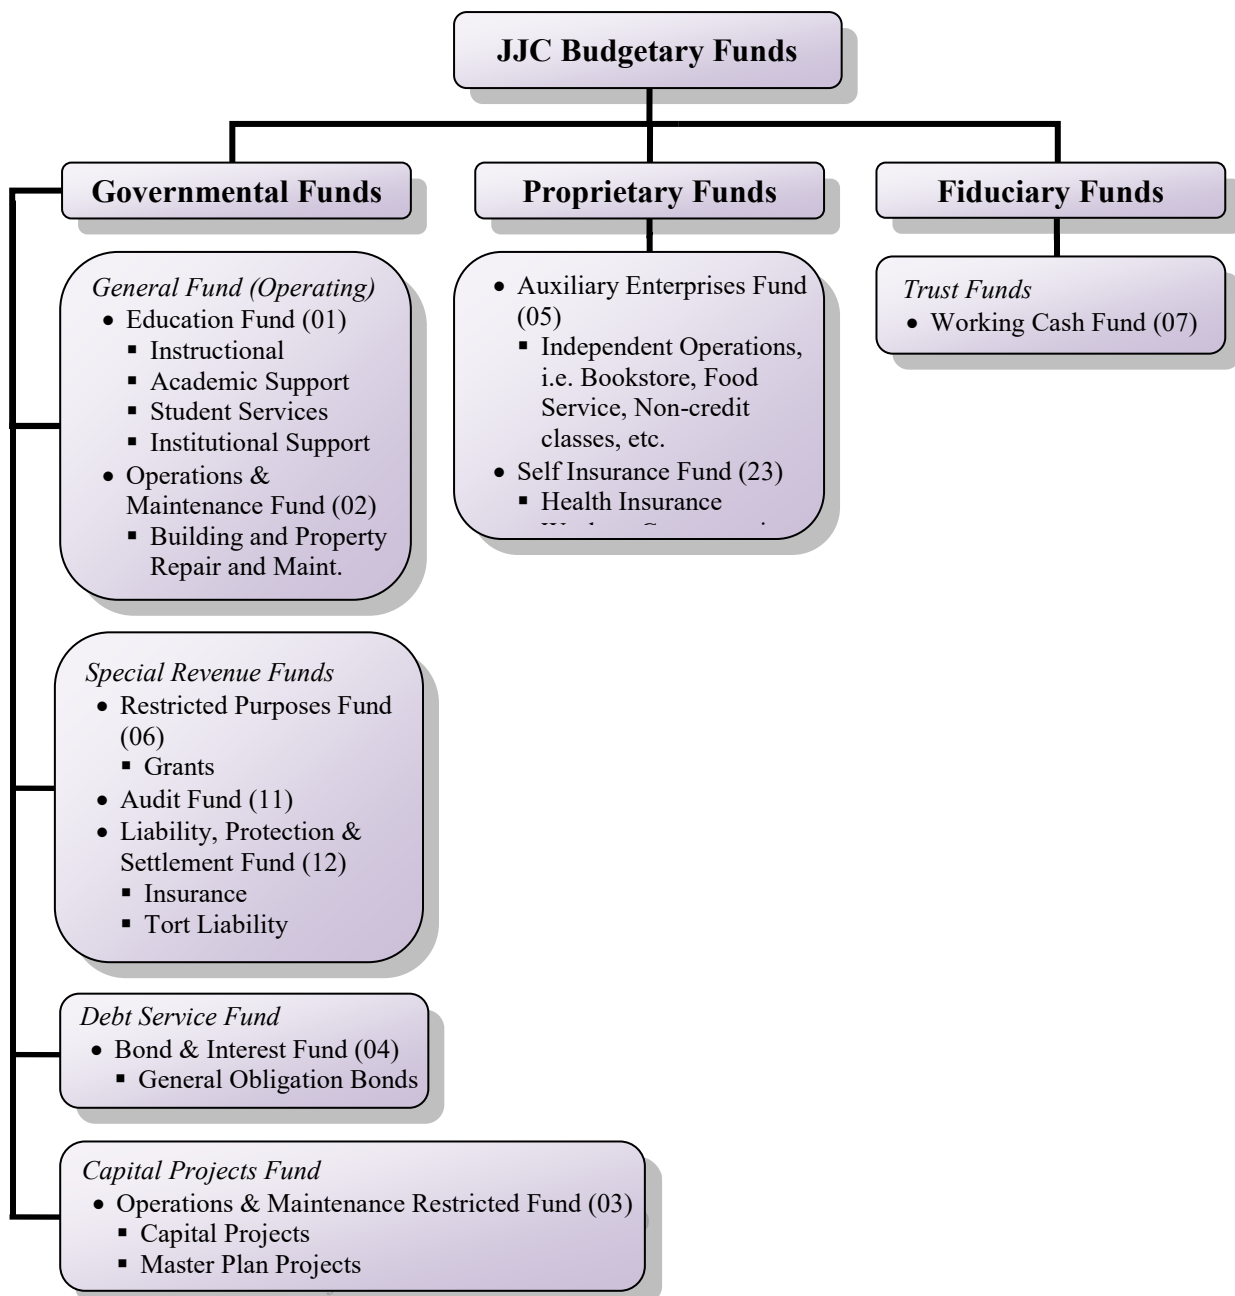 JJC Budgetary Funds
Governmental Funds
Proprietary Funds
Fiduciary Funds
General Fund (Operating)
• Education Fund (01)
▪ Instructional
▪ Academic Support
▪ Student Services
▪ Institutional Support
• Operations &
Maintenance Fund (02)
▪ Building and Property
Repair and Maint.
• Auxiliary Enterprises Fund
(05)
▪ Independent Operations,
i.e. Bookstore, Food
Service, Non-credit
classes, etc.
• Self Insurance Fund (23)
▪ Health Insurance
Trust Funds
• Working Cash Fund (07)
Special Revenue Funds
• Restricted Purposes Fund
(06)
▪ Grants
• Audit Fund (11)
• Liability, Protection &
Settlement Fund (12)
▪ Insurance
▪ Tort Liability
Debt Service Fund
• Bond & Interest Fund (04)
▪ General Obligation Bonds
Capital Projects Fund
• Operations & Maintenance Restricted Fund (03)
▪ Capital Projects
▪ Master Plan Projects